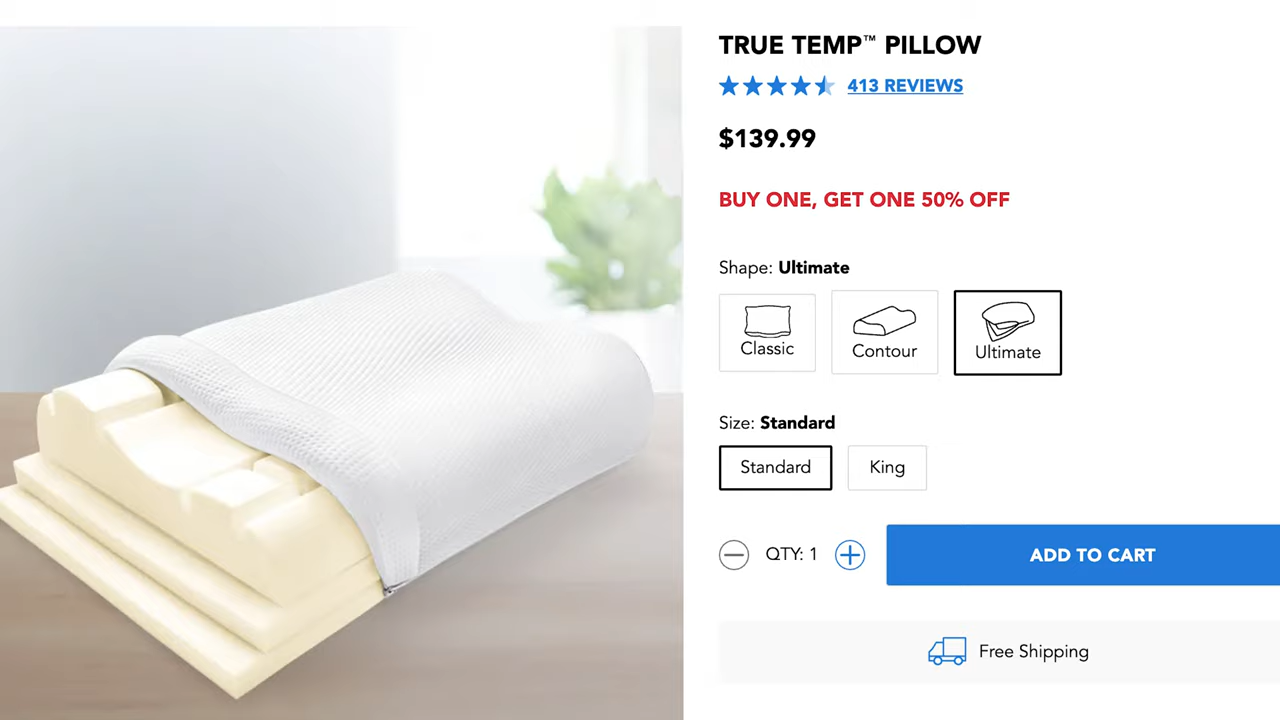 TRUE TEMP™ PILLOW
413 REVIEWS
$139.99
BUY ONE, GET ONE 50% OFF
Shape: Ultimate
Classic
Contour
Ultimate
Size: Standard
Standard
King
QTY: 1
ADD TO CART
Free Shipping